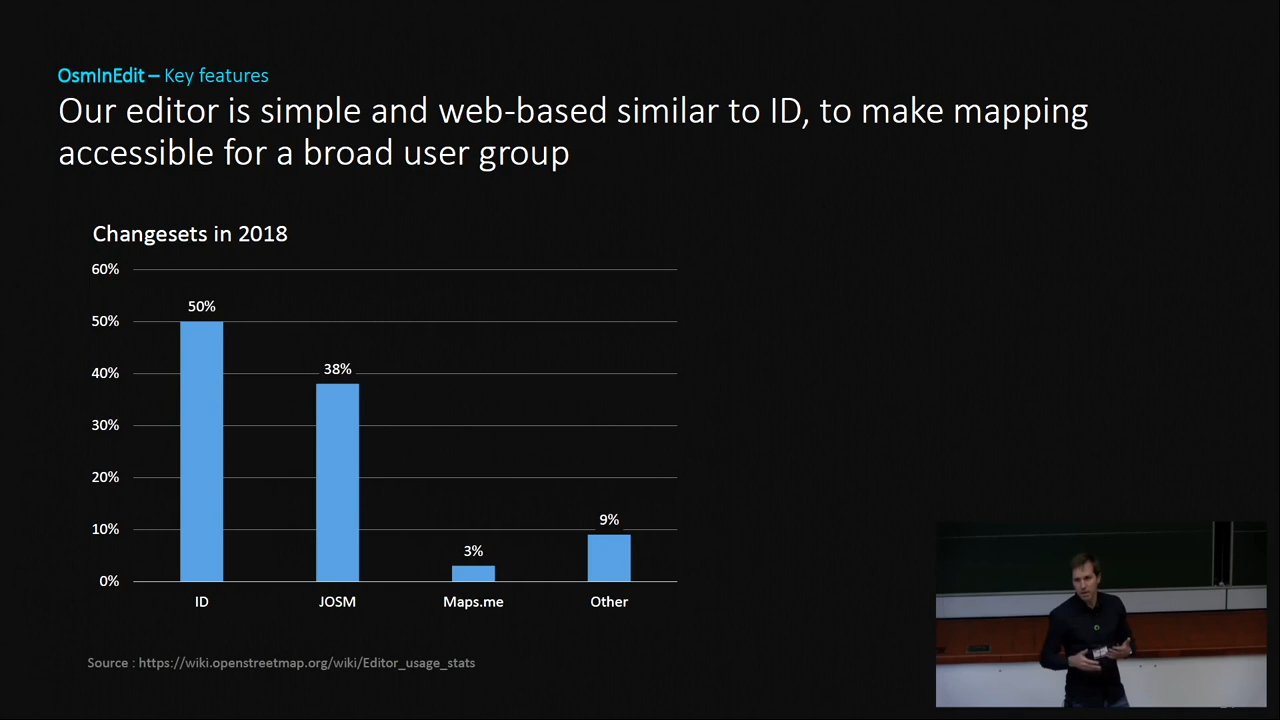 OsmInEdit – Key features
Our editor is simple and web-based similar to ID, to make mapping
accessible for a broad user group
Changesets in 2018
60%
50%
50%
40%
38%
30%
20%
10%
9%
3%
0%
ID JOSM Maps.me Other
Source : https://wiki.openstreetmap.org/wiki/Editor_usage_stats